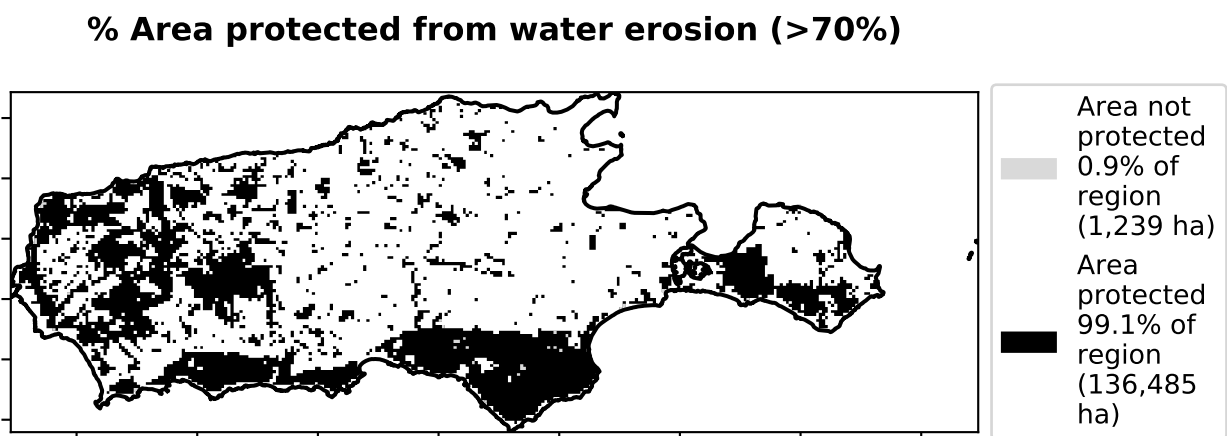 % Area protected from water erosion (>70%)
Area not
protected
0.9% of
region
(1,239 ha)
Area
protected
99.1% of
region
(136,485
ha)